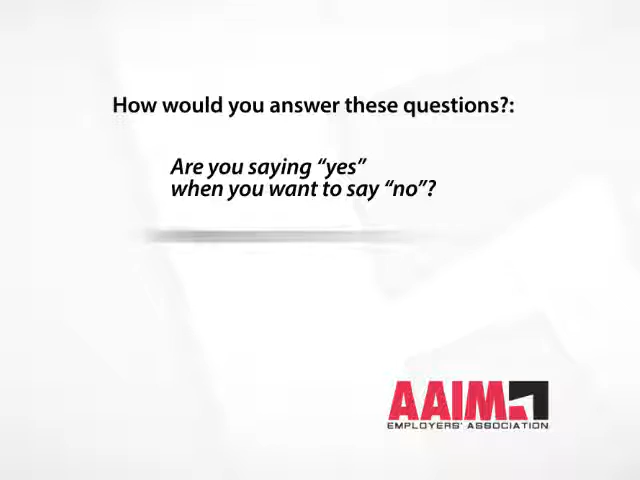 How would you answer these questions?:
Are you saying “yes”
when you want to say “no”?
AAIM
EMPLOYERS' ASSOCIATION